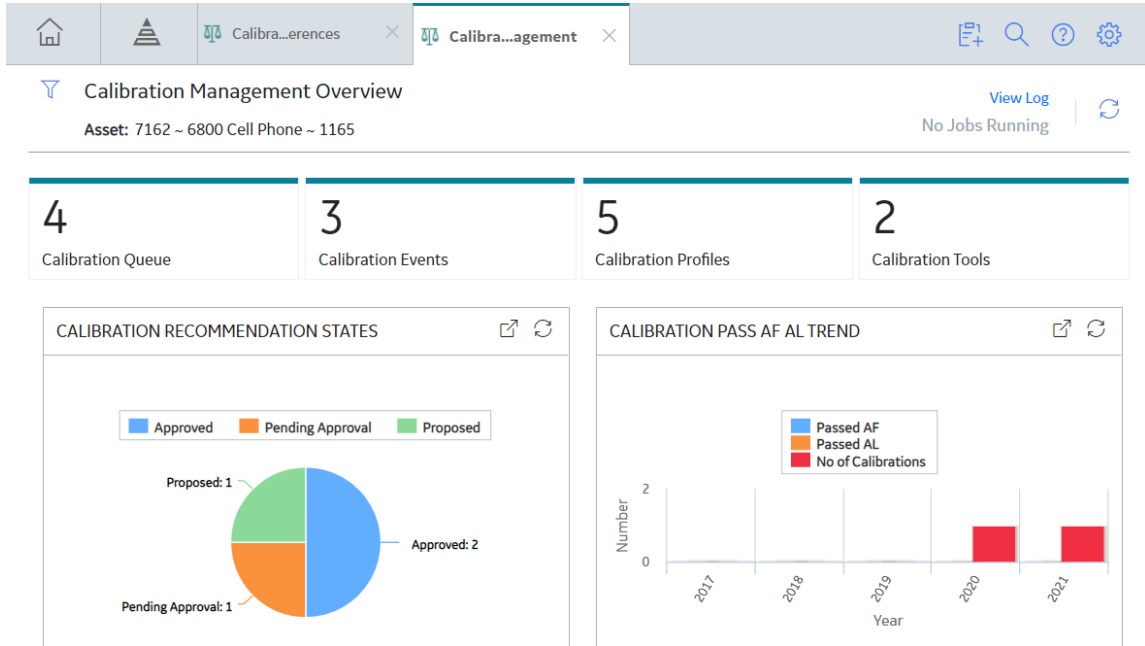 Calibra...erences
Calibra...agement
Calibration Management Overview
Asset: 7162 ~ 6800 Cell Phone ~ 1165
View Log
No Jobs Running
4
Calibration Queue
3
Calibration Events
5
Calibration Profiles
2
Calibration Tools
CALIBRATION RECOMMENDATION STATES
Approved
Pending Approval
Proposed
Proposed: 1
Approved: 2
Pending Approval: 1
CALIBRATION PASS AF AL TREND
Passed AF
Passed AL
No of Calibrations
2
Number
0
2017
2018
2019
2020
2021
Year